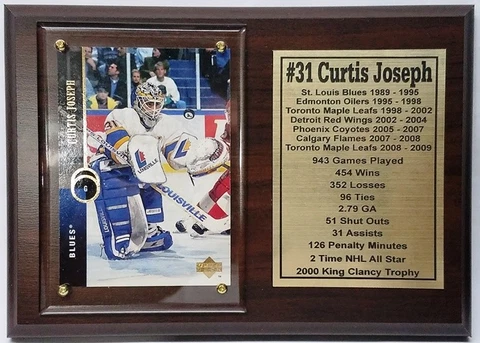 CURTIS JOSEPH
BLUES
31
LOUISVILLE
UPPER DECK
#31 Curtis Joseph
St. Louis Blues 1989 - 1995
Edmonton Oilers 1995 - 1998
Toronto Maple Leafs 1998 - 2002
Detroit Red Wings 2002 - 2004
Phoenix Coyotes 2005 - 2007
Calgary Flames 2007 - 2008
Toronto Maple Leafs 2008 - 2009
943 Games Played
454 Wins
352 Losses
96 Ties
2.79 GA
51 Shut Outs
31 Assists
126 Penalty Minutes
2 Time NHL All Star
2000 King Clancy Trophy